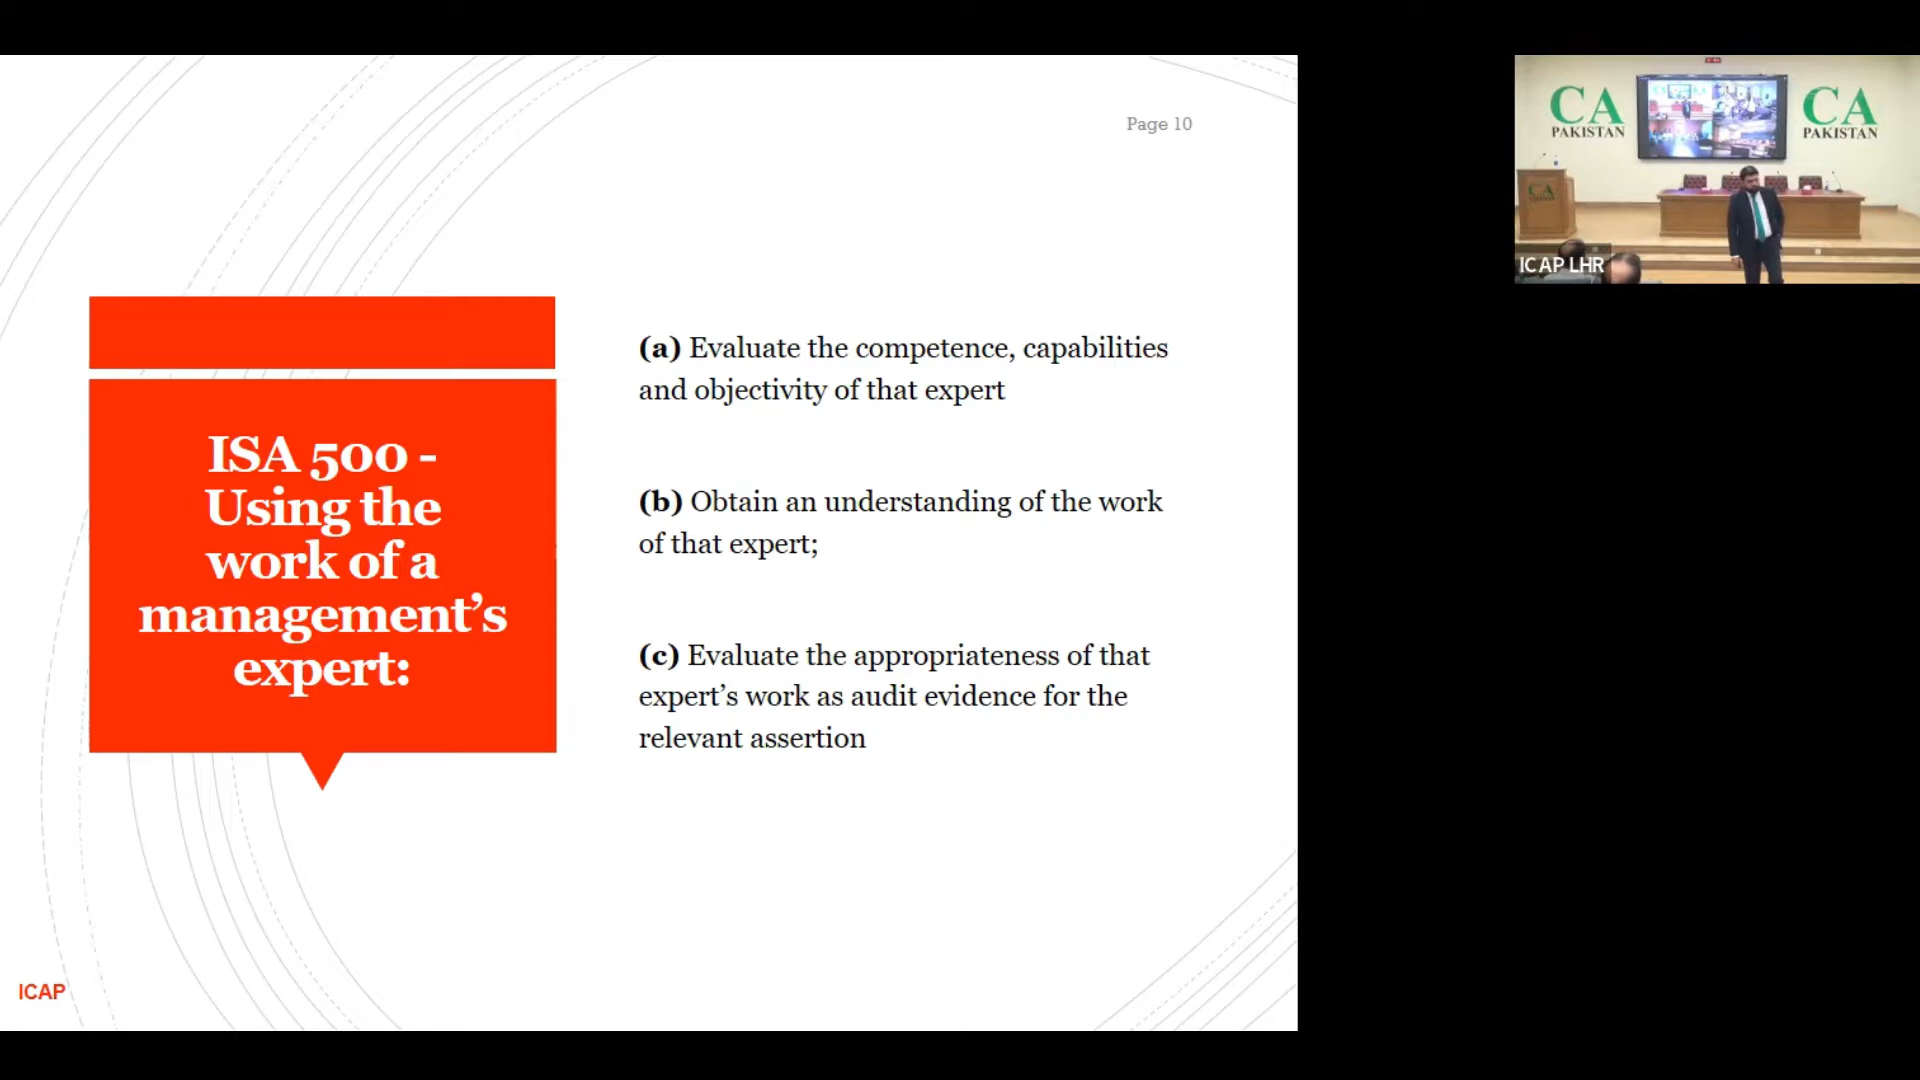 Page 10
ISA 500 -
Using the
work of a
management’s
expert:
(a) Evaluate the competence, capabilities
and objectivity of that expert
(b) Obtain an understanding of the work
of that expert;
(c) Evaluate the appropriateness of that
expert’s work as audit evidence for the
relevant assertion
ICAP
CA
PAKISTAN
CA
PAKISTAN
CA
ICAP LHR